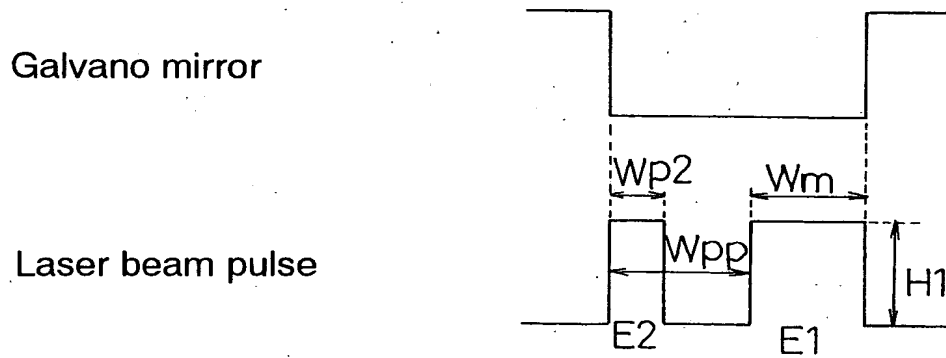 Galvano mirror
Wp2
Wm
Wpp
Laser beam pulse
H1
E2
E1